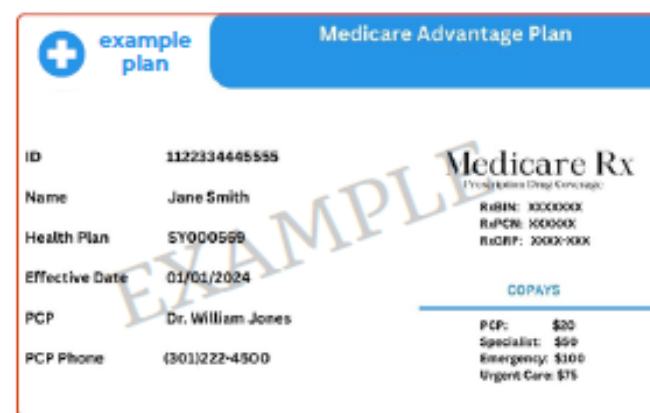 example
plan
Medicare Advantage Plan
ID 1122334445555
Name Jane Smith
Health Plan SY000569
Effective Date 01/01/2024
PCP Dr. William Jones
PCP Phone (301)222-4500
EXAMPLE
Medicare Rx
Prescription Drug Coverage
RxBIN: XXXXXXX
RxPCN: XXXXXX
RxGRP: XXXX-XXX
COPAYS
PCP: $20
Specialist: $50
Emergency: $100
Urgent Care: $75